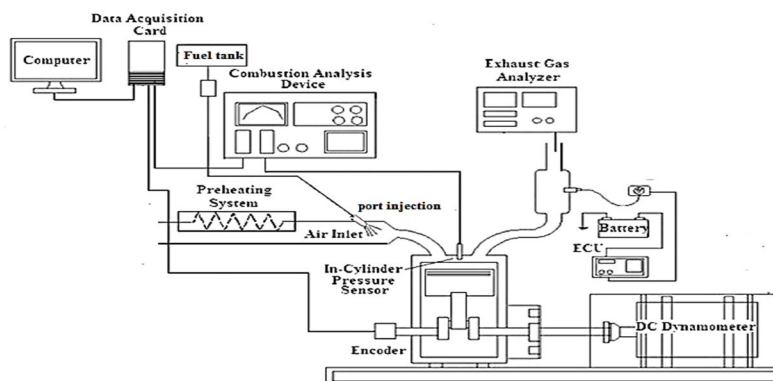 Data Acquisition
Card
Computer
Fuel tank
Combustion Analysis
Device
Exhaust Gas
Analyzer
Preheating
System
port injection
Air Inlet
In-Cylinder
Pressure
Sensor
Battery
ECU
Encoder
DC Dynamometer